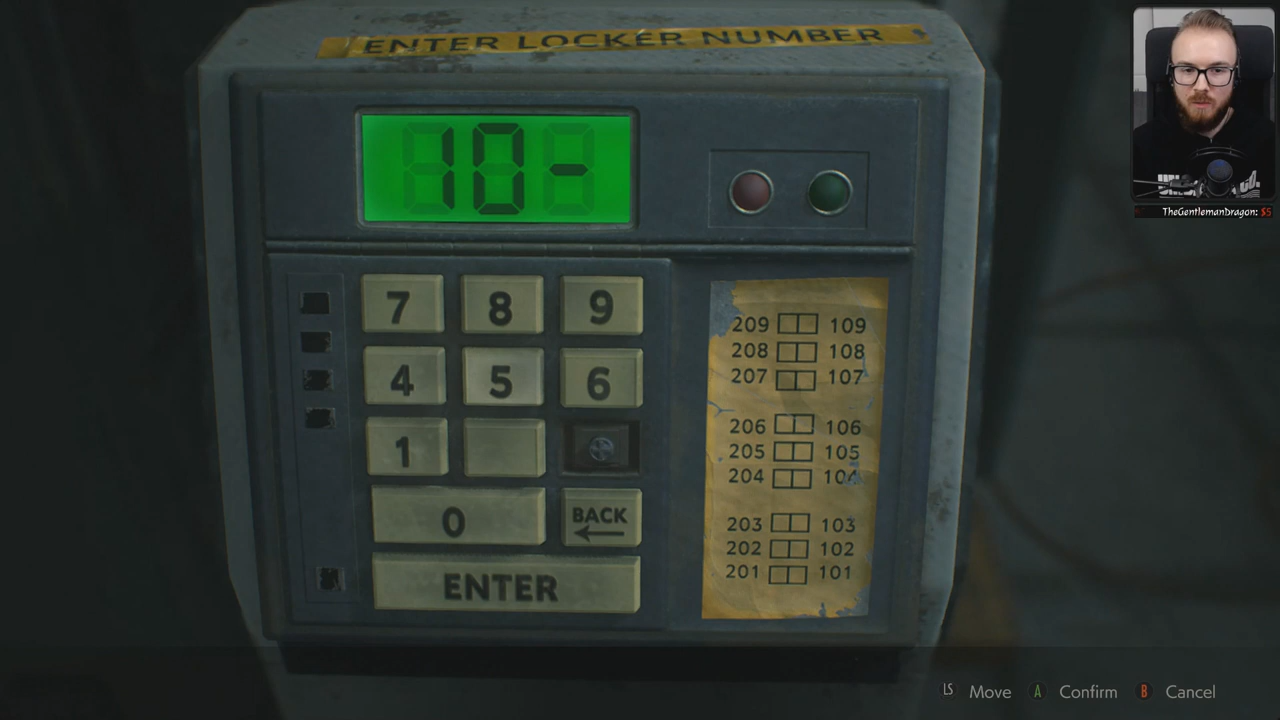 ENTER LOCKER NUMBER
10-
7 8 9
4 5 6
1
0 BACK
ENTER
209 109
208 108
207 107
206 106
205 105
204 104
203 103
202 102
201 101
TheGentlemanDragon: $5
LS Move A Confirm B Cancel